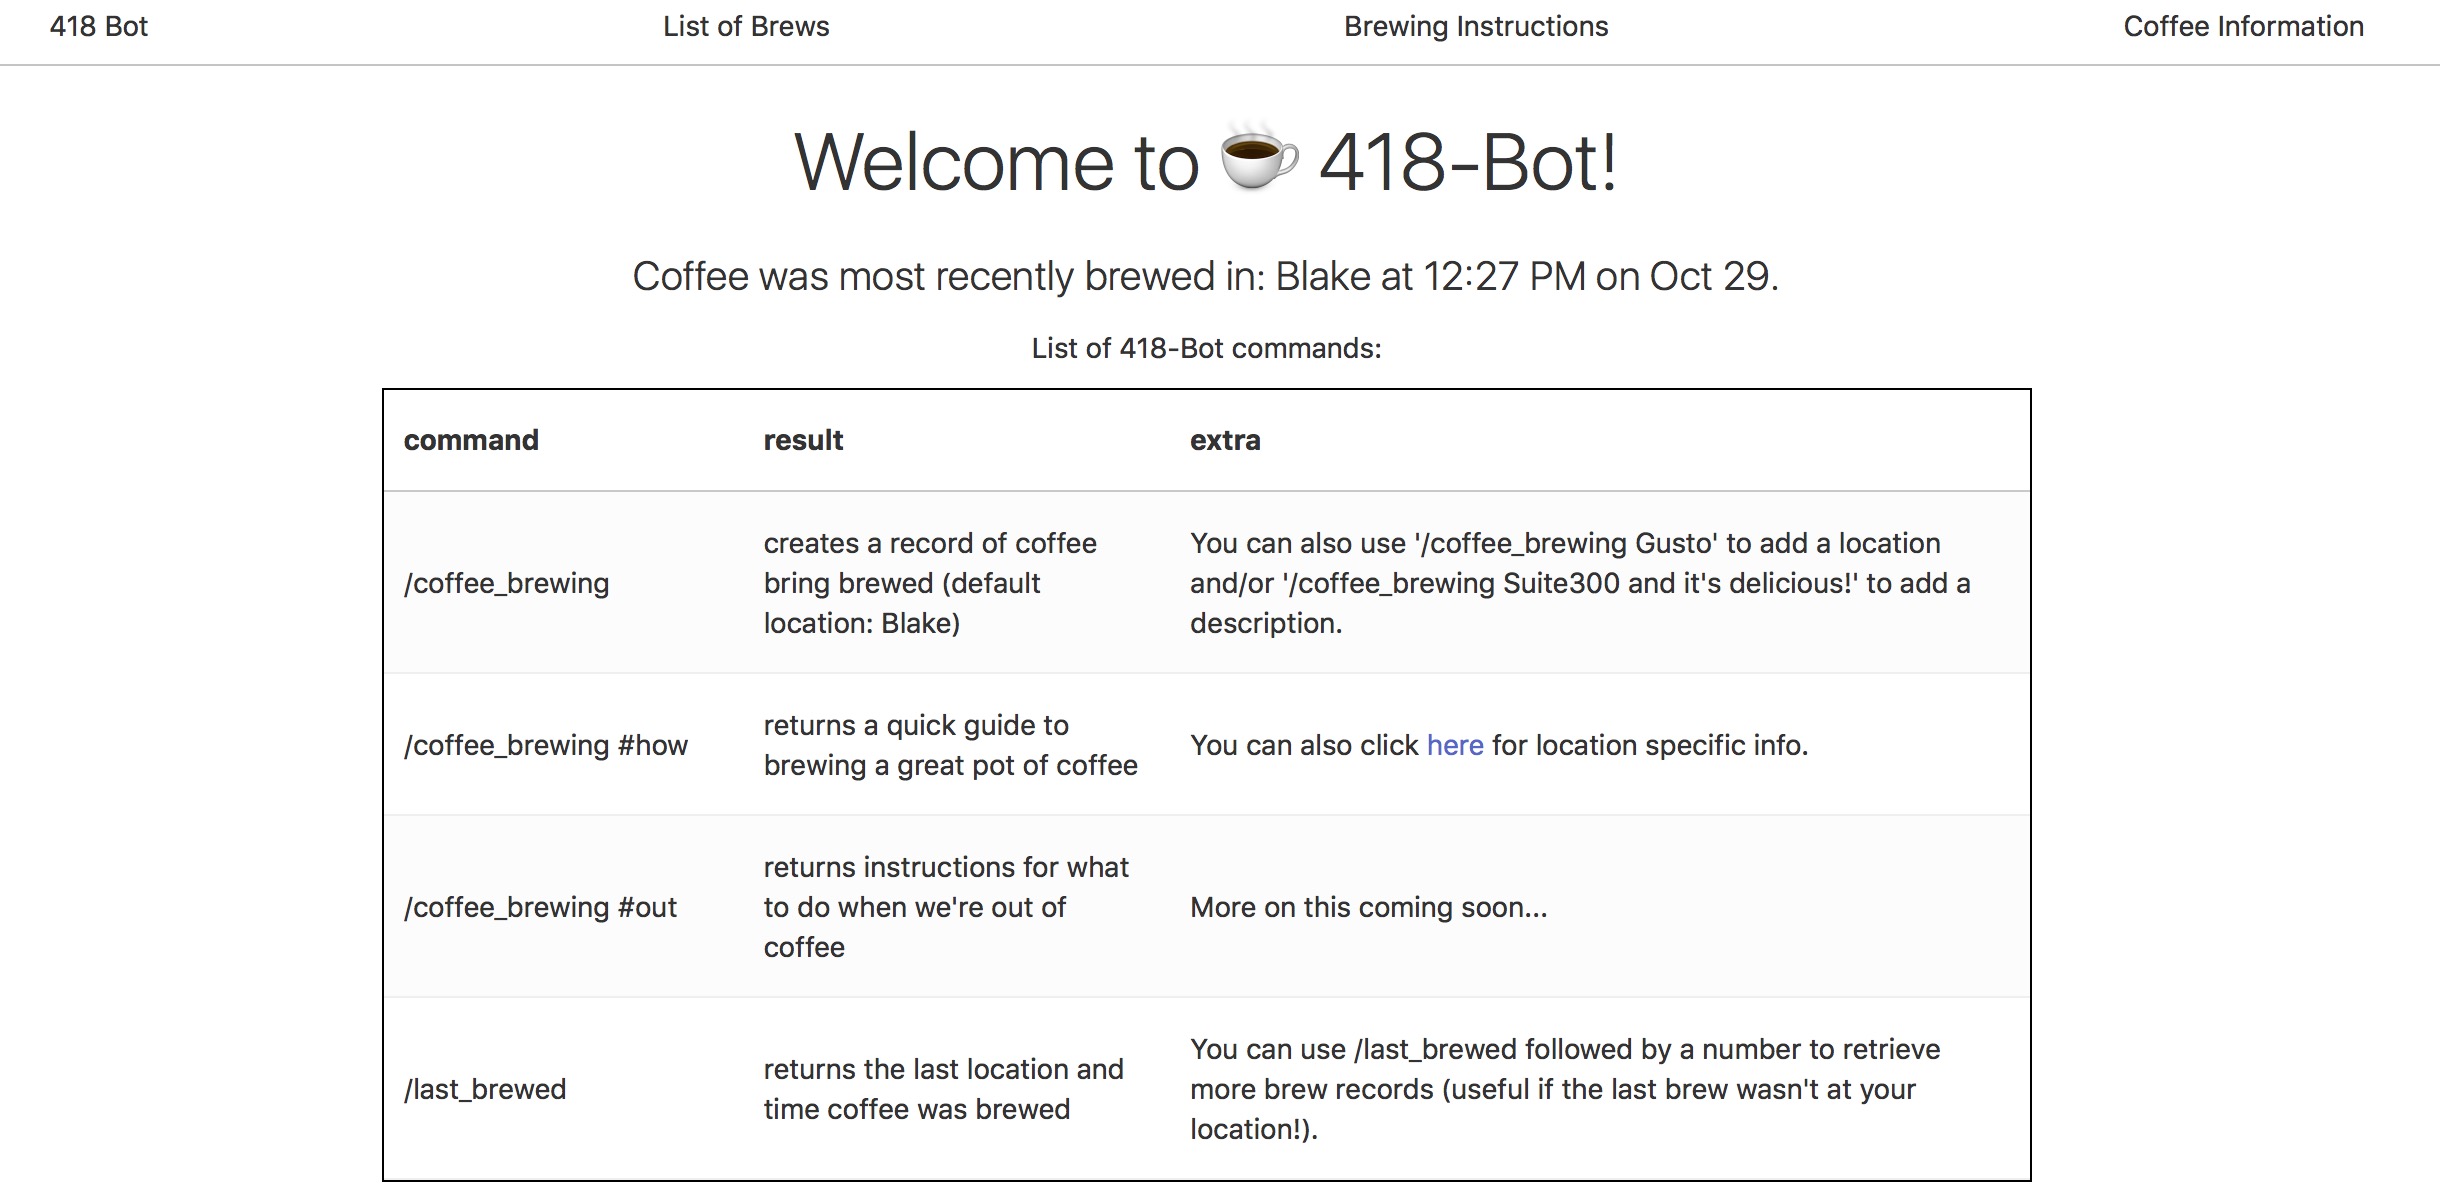 418 Bot
List of Brews
Brewing Instructions
Coffee Information
Welcome to ☕ 418-Bot!
Coffee was most recently brewed in: Blake at 12:27 PM on Oct 29.
List of 418-Bot commands:
command
result
extra
/coffee_brewing
creates a record of coffee
bring brewed (default
location: Blake)
You can also use '/coffee_brewing Gusto' to add a location
and/or '/coffee_brewing Suite300 and it's delicious!' to add a
description.
/coffee_brewing #how
returns a quick guide to
brewing a great pot of coffee
You can also click here for location specific info.
/coffee_brewing #out
returns instructions for what
to do when we're out of
coffee
More on this coming soon...
/last_brewed
returns the last location and
time coffee was brewed
You can use /last_brewed followed by a number to retrieve
more brew records (useful if the last brew wasn't at your
location!).